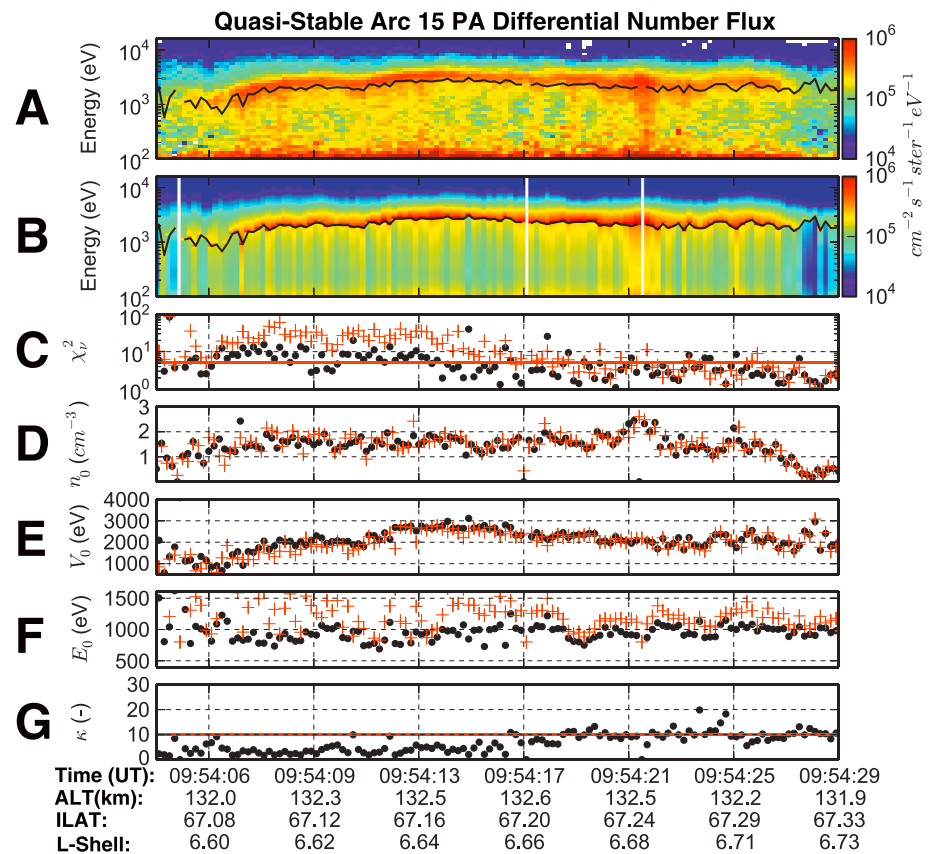 Quasi-Stable Arc 15 PA Differential Number Flux
A
Energy (eV)
10^4
10^3
10^2
10^6
10^5
10^4
B
Energy (eV)
10^4
10^3
10^2
10^6
10^5
10^4
cm^−2 s^−1 ster^−1 eV^−1
C
χ_ν^2
10^2
10^1
10^0
D
n_0 (cm^−3)
3
2
1
E
V_0 (eV)
4000
3000
2000
1000
F
E_0 (eV)
1500
1000
500
G
κ (-)
30
20
10
0
Time (UT): 09:54:06 09:54:09 09:54:13 09:54:17 09:54:21 09:54:25 09:54:29
ALT(km): 132.0 132.3 132.5 132.6 132.5 132.2 131.9
ILAT: 67.08 67.12 67.16 67.20 67.24 67.29 67.33
L-Shell: 6.60 6.62 6.64 6.66 6.68 6.71 6.73